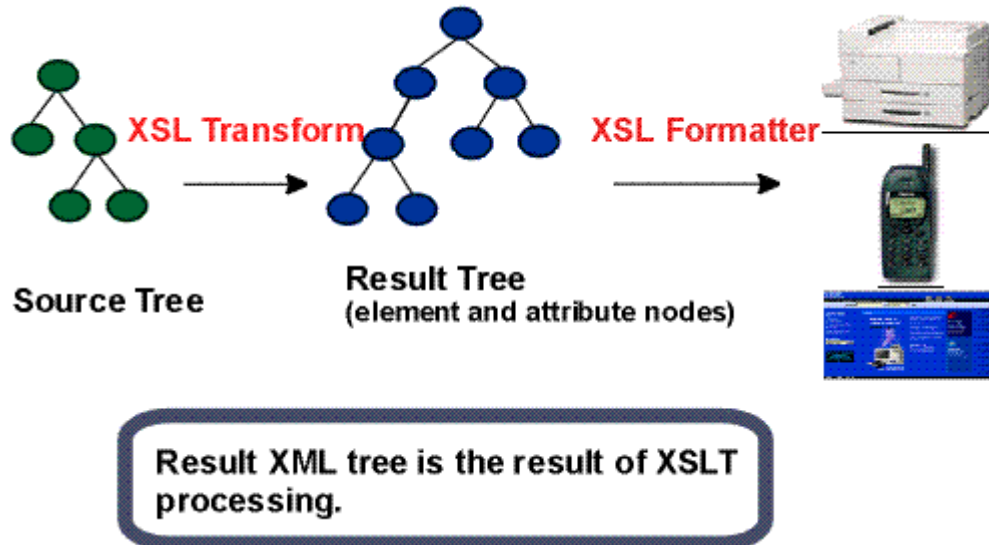 XSL Transform
XSL Formatter
Source Tree
Result Tree
(element and attribute nodes)
Result XML tree is the result of XSLT
processing.